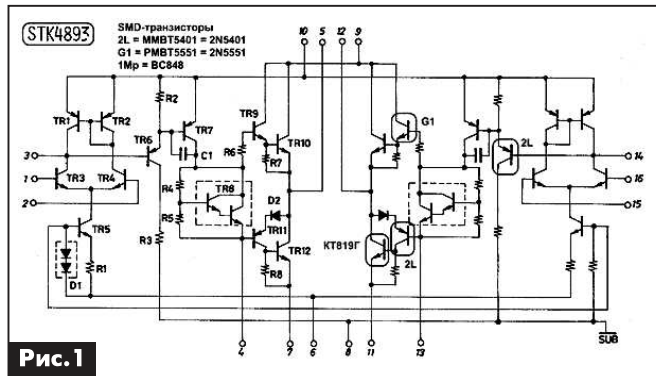 STK4893
SMD-транзисторы
2L = MMBT5401 = 2N5401
G1 = PMBT5551 = 2N5551
1Mp = BC848
10 5 12 9
TR1 TR2 R2 TR7 TR9 G1
TR6 C1 R6 R7 TR10 2L
3 14
1 TR3 TR4 R4 TR8 16
2 R5 D2 15
TR5 R3 TR11 КТ819Г
TR12 2L
D1 R1 R8
4 7 6 8 11 13 SUB
Рис.1